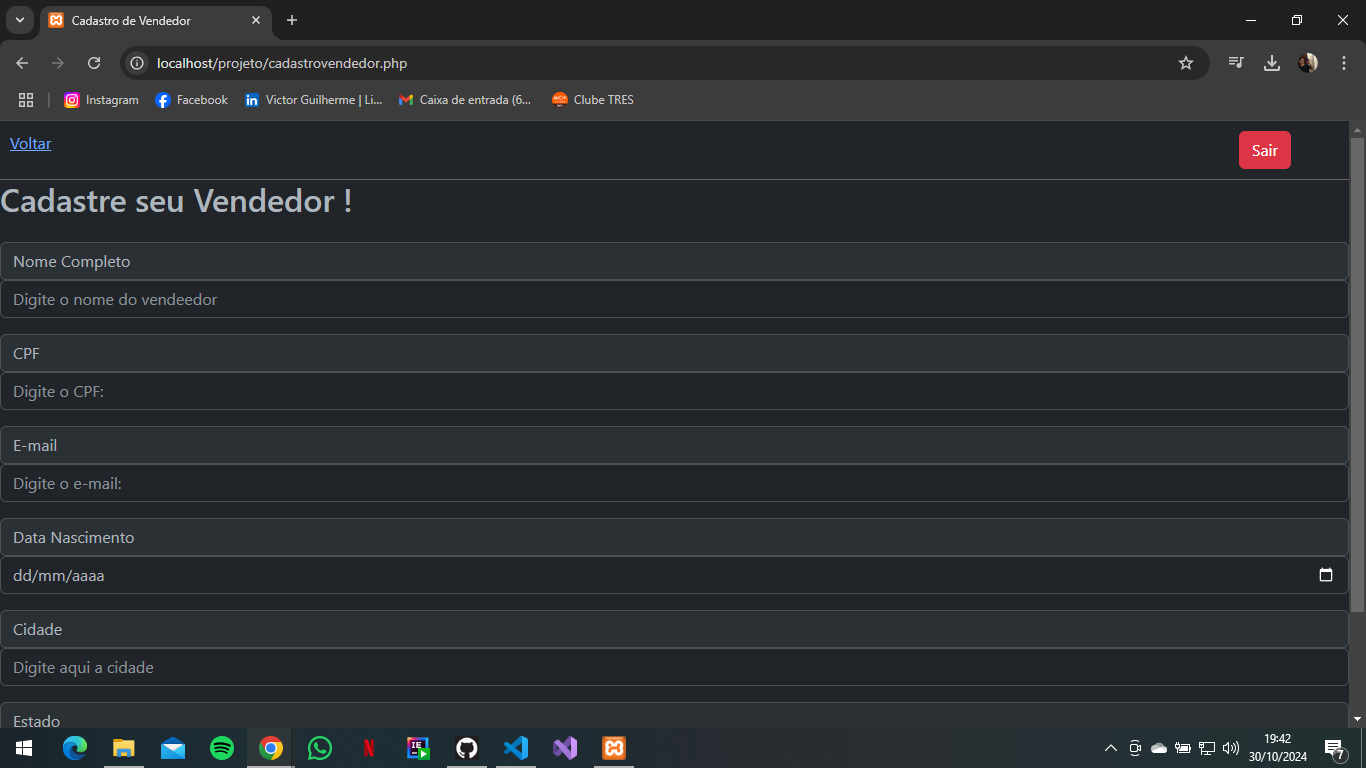 Cadastro de Vendedor
localhost/projeto/cadastrovendedor.php
Instagram
Facebook
Victor Guilherme | Li...
Caixa de entrada (6...
Clube TRES
Voltar
Sair
Cadastre seu Vendedor !
Nome Completo
Digite o nome do vendeedor
CPF
Digite o CPF:
E-mail
Digite o e-mail:
Data Nascimento
dd/mm/aaaa
Cidade
Digite aqui a cidade
Estado
19:42
30/10/2024
7